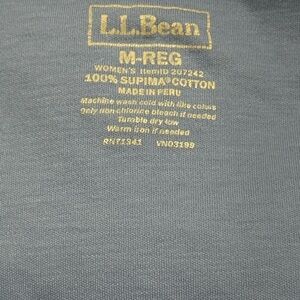 L.L.Bean
M-REG
WOMEN'S ItemID 207242
100% SUPIMA® COTTON
MADE IN PERU
Machine wash cold with like colors
Only non-chlorine bleach if needed
Tumble dry low
Warm iron if needed
RN71341 VN03199